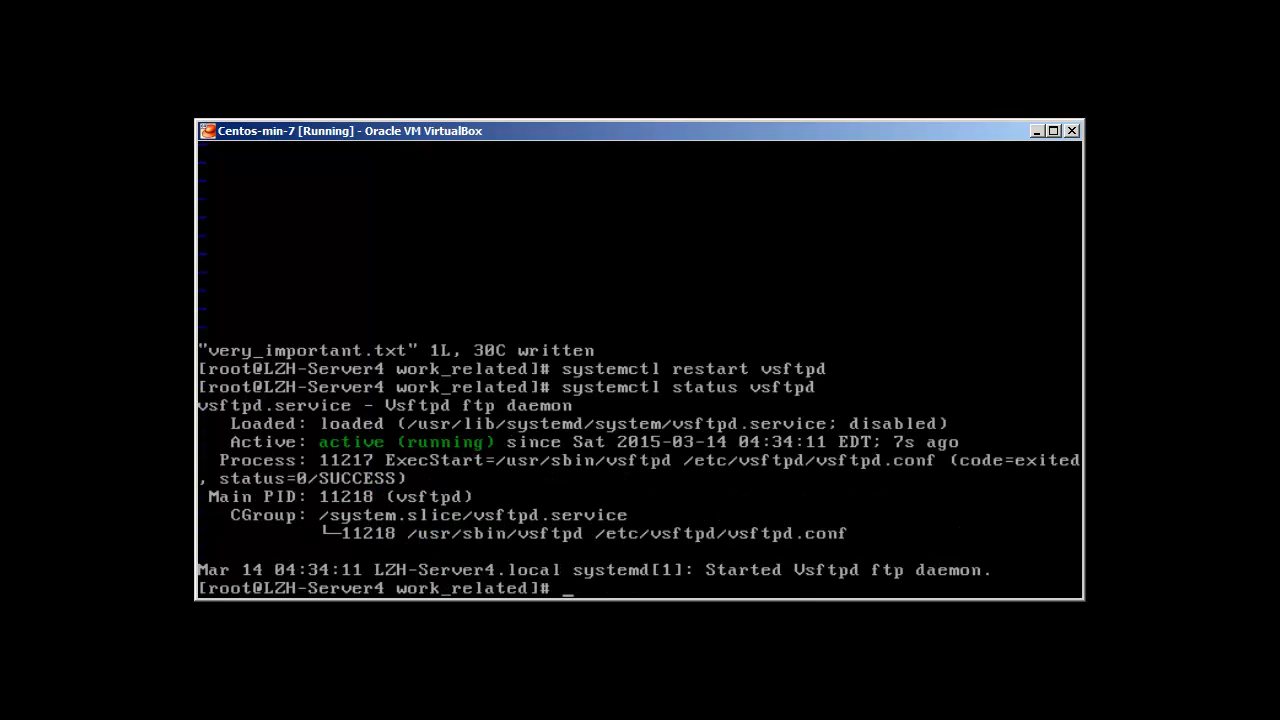 Centos-min-7 [Running] - Oracle VM VirtualBox
~
~
~
~
~
~
~
~
~
~
~
"very_important.txt" 1L, 30C written
[root@LZH-Server4 work_related]# systemctl restart vsftpd
[root@LZH-Server4 work_related]# systemctl status vsftpd
vsftpd.service - Vsftpd ftp daemon
   Loaded: loaded (/usr/lib/systemd/system/vsftpd.service; disabled)
   Active: active (running) since Sat 2015-03-14 04:34:11 EDT; 7s ago
  Process: 11217 ExecStart=/usr/sbin/vsftpd /etc/vsftpd/vsftpd.conf (code=exited
, status=0/SUCCESS)
 Main PID: 11218 (vsftpd)
   CGroup: /system.slice/vsftpd.service
           └─11218 /usr/sbin/vsftpd /etc/vsftpd/vsftpd.conf
Mar 14 04:34:11 LZH-Server4.local systemd[1]: Started Vsftpd ftp daemon.
[root@LZH-Server4 work_related]# _